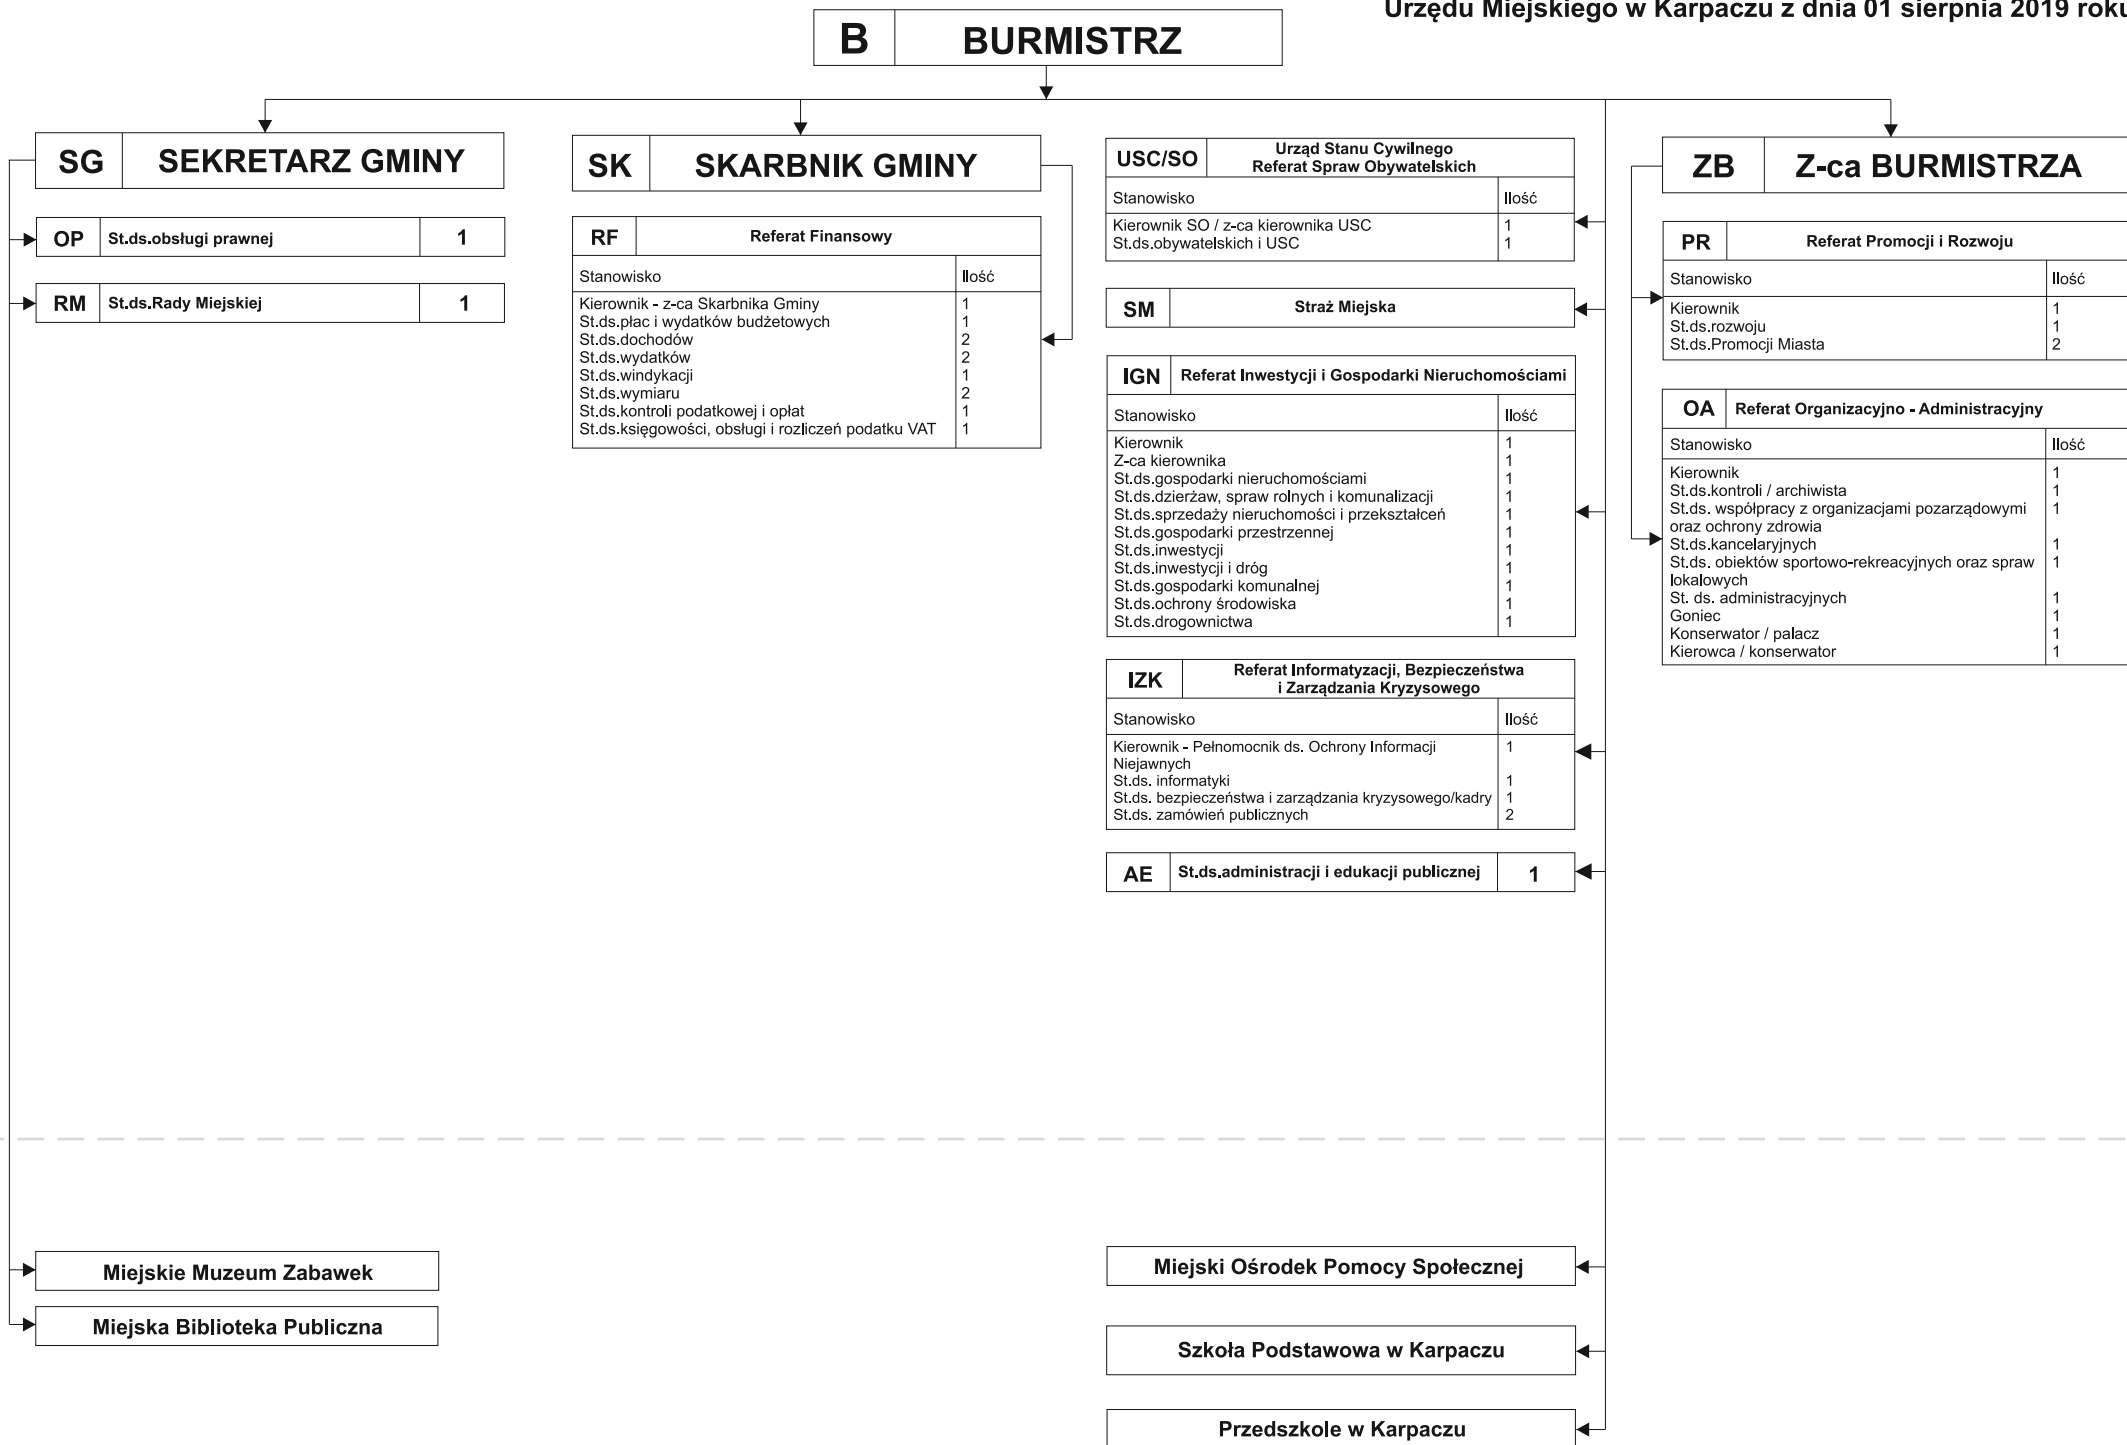 Urzędu Miejskiego w Karpaczu z dnia 01 sierpnia 2019 roku
B BURMISTRZ
SG SEKRETARZ GMINY
OP St.ds.obsługi prawnej 1
RM St.ds.Rady Miejskiej 1
SK SKARBNIK GMINY
RF Referat Finansowy
Stanowisko Ilość
Kierownik - z-ca Skarbnika Gminy 1
St.ds.płac i wydatków budżetowych 1
St.ds.dochodów 2
St.ds.wydatków 2
St.ds.windykacji 1
St.ds.wymiaru 2
St.ds.kontroli podatkowej i opłat 1
St.ds.księgowości, obsługi i rozliczeń podatku VAT 1
USC/SO Urząd Stanu Cywilnego
Referat Spraw Obywatelskich
Stanowisko Ilość
Kierownik SO / z-ca kierownika USC 1
St.ds.obywatelskich i USC 1
SM Straż Miejska
IGN Referat Inwestycji i Gospodarki Nieruchomościami
Stanowisko Ilość
Kierownik 1
Z-ca kierownika 1
St.ds.gospodarki nieruchomościami 1
St.ds.dzierżaw, spraw rolnych i komunalizacji 1
St.ds.sprzedaży nieruchomości i przekształceń 1
St.ds.gospodarki przestrzennej 1
St.ds.inwestycji 1
St.ds.inwestycji i dróg 1
St.ds.gospodarki komunalnej 1
St.ds.ochrony środowiska 1
St.ds.drogownictwa 1
IZK Referat Informatyzacji, Bezpieczeństwa
i Zarządzania Kryzysowego
Stanowisko Ilość
Kierownik - Pełnomocnik ds. Ochrony Informacji 1
Niejawnych
St.ds. informatyki 1
St.ds. bezpieczeństwa i zarządzania kryzysowego/kadry 1
St.ds. zamówień publicznych 2
AE St.ds.administracji i edukacji publicznej 1
ZB Z-ca BURMISTRZA
PR Referat Promocji i Rozwoju
Stanowisko Ilość
Kierownik 1
St.ds.rozwoju 1
St.ds.Promocji Miasta 2
OA Referat Organizacyjno - Administracyjny
Stanowisko Ilość
Kierownik 1
St.ds.kontroli / archiwista 1
St.ds. współpracy z organizacjami pozarządowymi 1
oraz ochrony zdrowia
St.ds.kancelaryjnych 1
St.ds. obiektów sportowo-rekreacyjnych oraz spraw 1
lokalowych
St. ds. administracyjnych 1
Goniec 1
Konserwator / palacz 1
Kierowca / konserwator 1
Miejskie Muzeum Zabawek
Miejska Biblioteka Publiczna
Miejski Ośrodek Pomocy Społecznej
Szkoła Podstawowa w Karpaczu
Przedszkole w Karpaczu